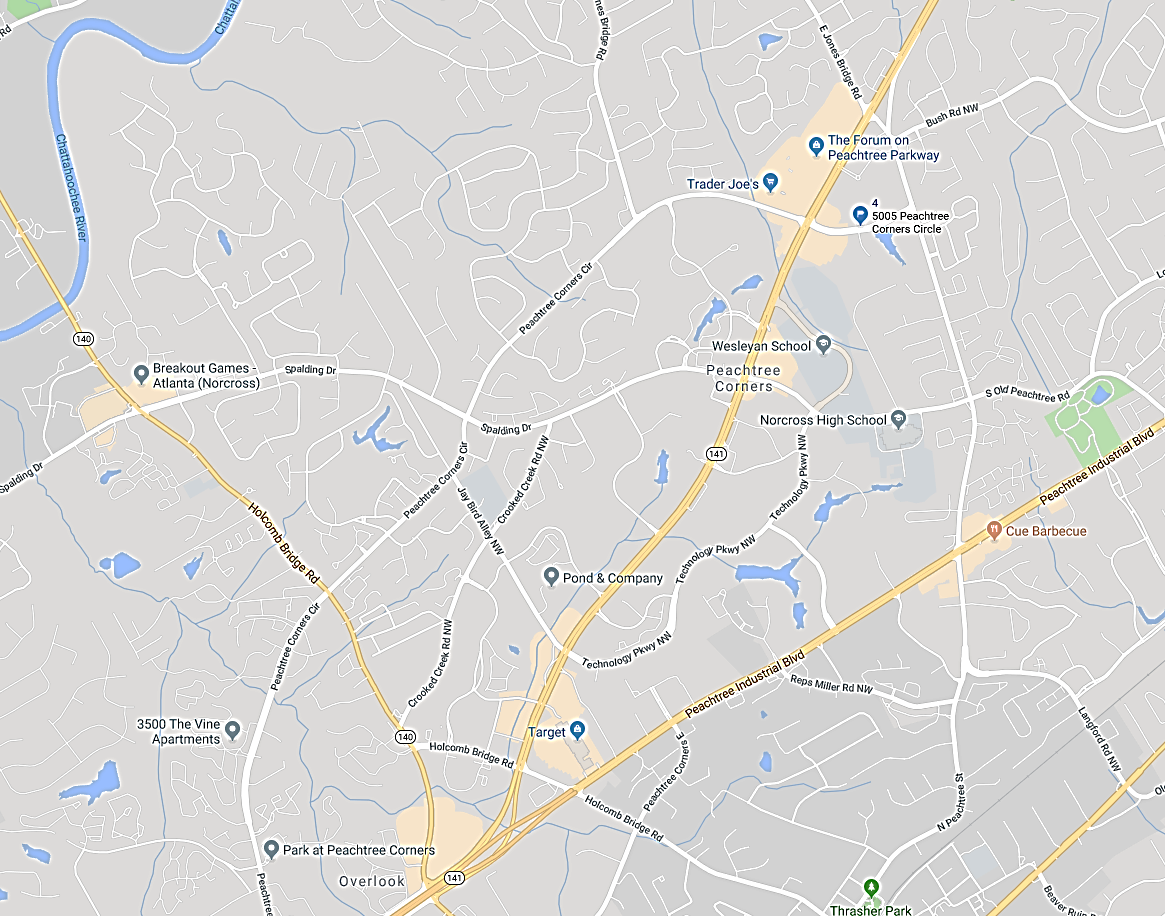 Chattal
Rd
nes Bridge Rd
E Jones Bridge Rd
Bush Rd NW
The Forum on
Peachtree Parkway
Chattahoochee River
Trader Joe's
4
5005 Peachtree
Corners Circle
Peachtree Corners Cir
140
Wesleyan School
Breakout Games -
Atlanta (Norcross)
Spalding Dr
Peachtree
Corners
S Old Peachtree Rd
Norcross High School
Spalding Dr
141
Spalding Dr
Peachtree Corners Cir
Crooked Creek Rd NW
Technology Pkwy NW
Peachtree Industrial Blvd
Jay Bird Alley NW
Holcomb Bridge Rd
Cue Barbecue
Technology Pkwy NW
Pond & Company
Peachtree Corners Cir
Crooked Creek Rd NW
Technology Pkwy NW
Peachtree Industrial Blvd
Reps Miller Rd NW
3500 The Vine
Apartments
Target
140
Holcomb Bridge Rd
E
Peachtree Corners
Langford Rd NW
Holcomb Bridge Rd
N Peachtree St
Park at Peachtree Corners
Overlook
141
Peachtree
Thrasher Park
Beaver Ruin